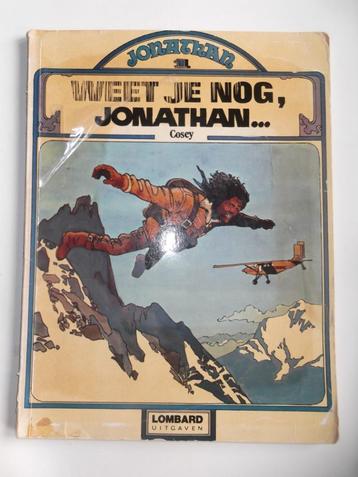 JONATHAN
1.
WEET JE NOG,
JONATHAN...
Cosey
LOMBARD
UITGAVEN